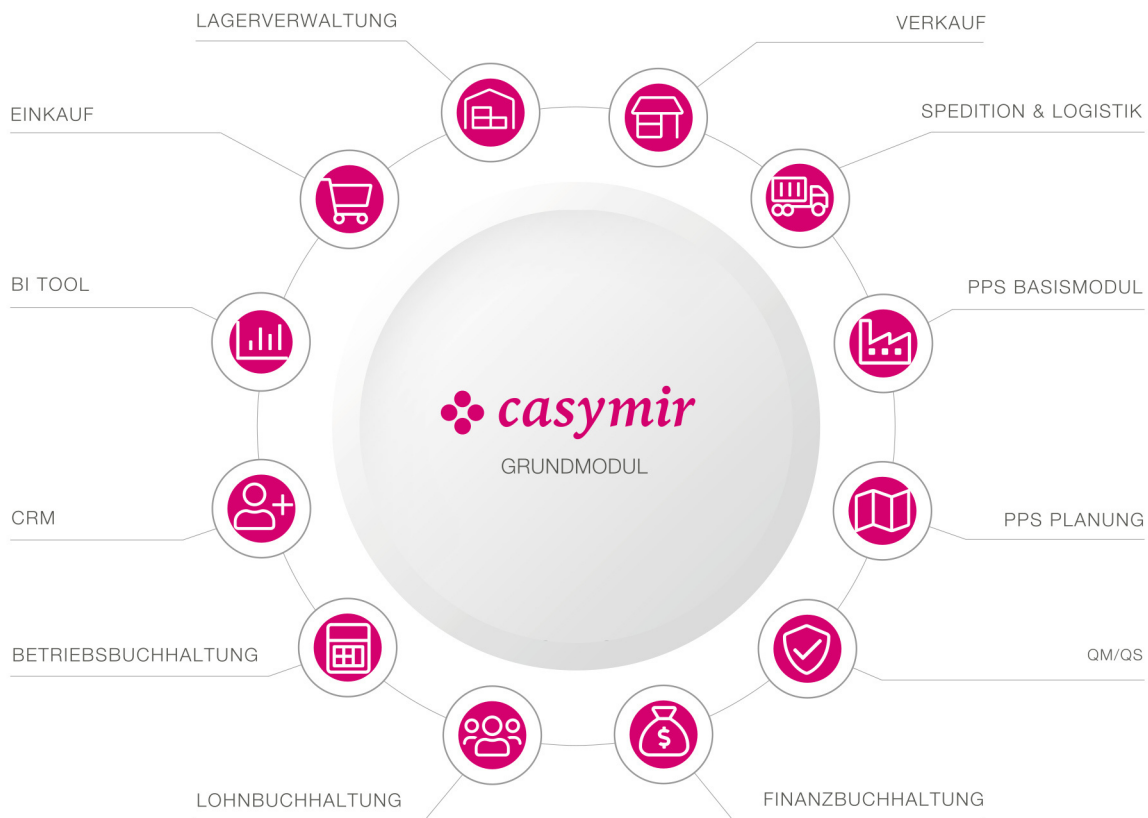 LAGERVERWALTUNG
VERKAUF
EINKAUF
SPEDITION & LOGISTIK
BI TOOL
PPS BASISMODUL
casymir
GRUNDMODUL
CRM
PPS PLANUNG
BETRIEBSBUCHHALTUNG
QM/QS
$
LOHNBUCHHALTUNG
FINANZBUCHHALTUNG